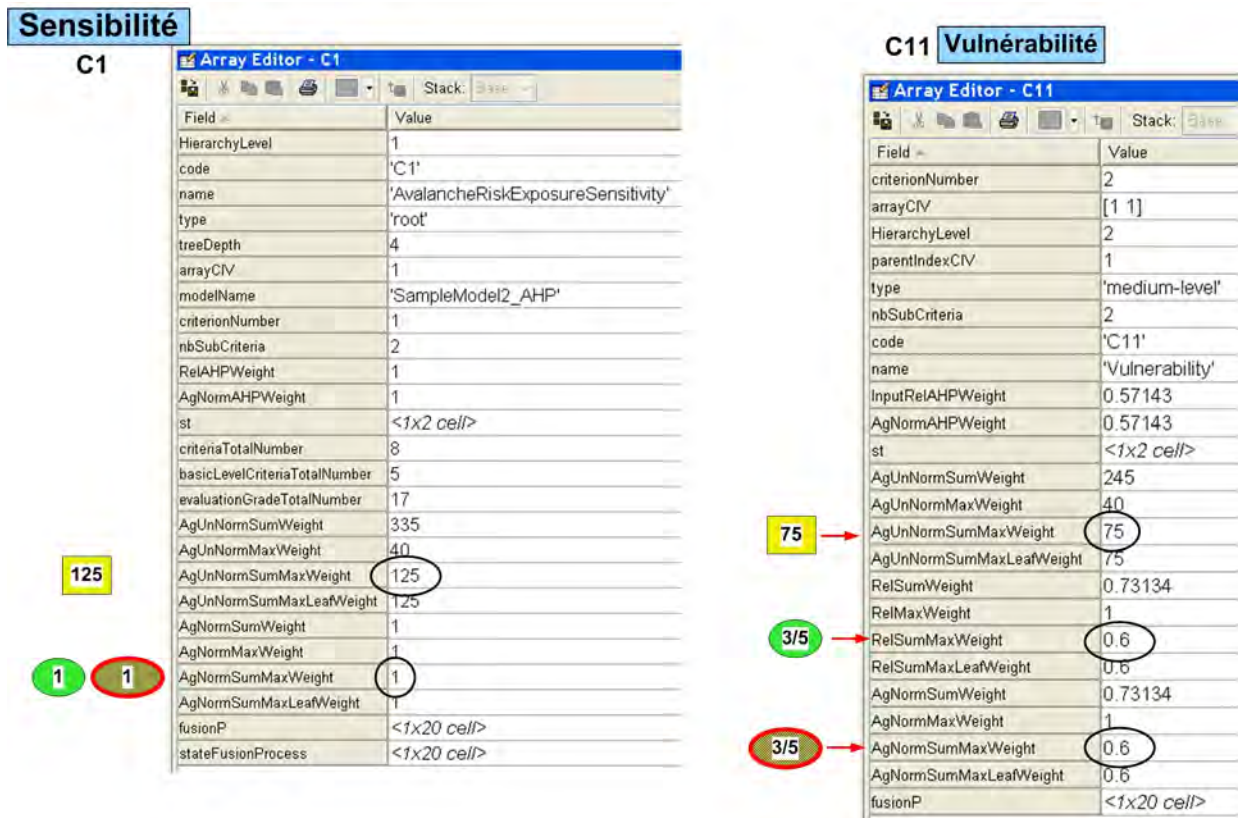 Sensibilité
C1
Array Editor - C1
Stack: Base
Field Value
HierarchyLevel 1
code 'C1'
name 'AvalancheRiskExposureSensitivity'
type 'root'
treeDepth 4
arrayCIV 1
modelName 'SampleModel2_AHP'
criterionNumber 1
nbSubCriteria 2
RelAHPWeight 1
AgNormAHPWeight 1
st <1x2 cell>
criteriaTotalNumber 8
basicLevelCriteriaTotalNumber 5
evaluationGradeTotalNumber 17
AgUnNormSumWeight 335
AgUnNormMaxWeight 40
125 AgUnNormSumMaxWeight 125
AgUnNormSumMaxLeafWeight 125
AgNormSumWeight 1
AgNormMaxWeight 1
1 1 AgNormSumMaxWeight 1
AgNormSumMaxLeafWeight 1
fusionP <1x20 cell>
stateFusionProcess <1x20 cell>
C11 Vulnérabilité
Array Editor - C11
Stack: Base
Field Value
criterionNumber 2
arrayCIV [1 1]
HierarchyLevel 2
parentIndexCIV 1
type 'medium-level'
nbSubCriteria 2
code 'C11'
name 'Vulnerability'
InputRelAHPWeight 0.57143
AgNormAHPWeight 0.57143
st <1x2 cell>
AgUnNormSumWeight 245
AgUnNormMaxWeight 40
75 AgUnNormSumMaxWeight 75
AgUnNormSumMaxLeafWeight 75
RelSumWeight 0.73134
RelMaxWeight 1
3/5 RelSumMaxWeight 0.6
RelSumMaxLeafWeight 0.6
AgNormSumWeight 0.73134
AgNormMaxWeight 1
3/5 AgNormSumMaxWeight 0.6
AgNormSumMaxLeafWeight 0.6
fusionP <1x20 cell>